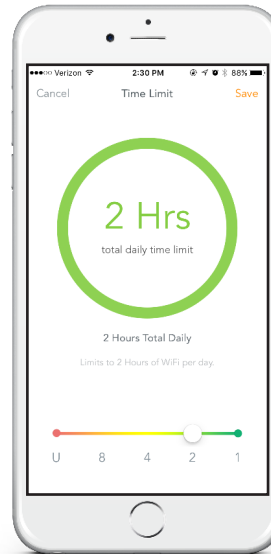 Verizon 2:30 PM 88%
Cancel Time Limit Save
2 Hrs
total daily time limit
2 Hours Total Daily
Limits to 2 Hours of WiFi per day.
U 8 4 2 1